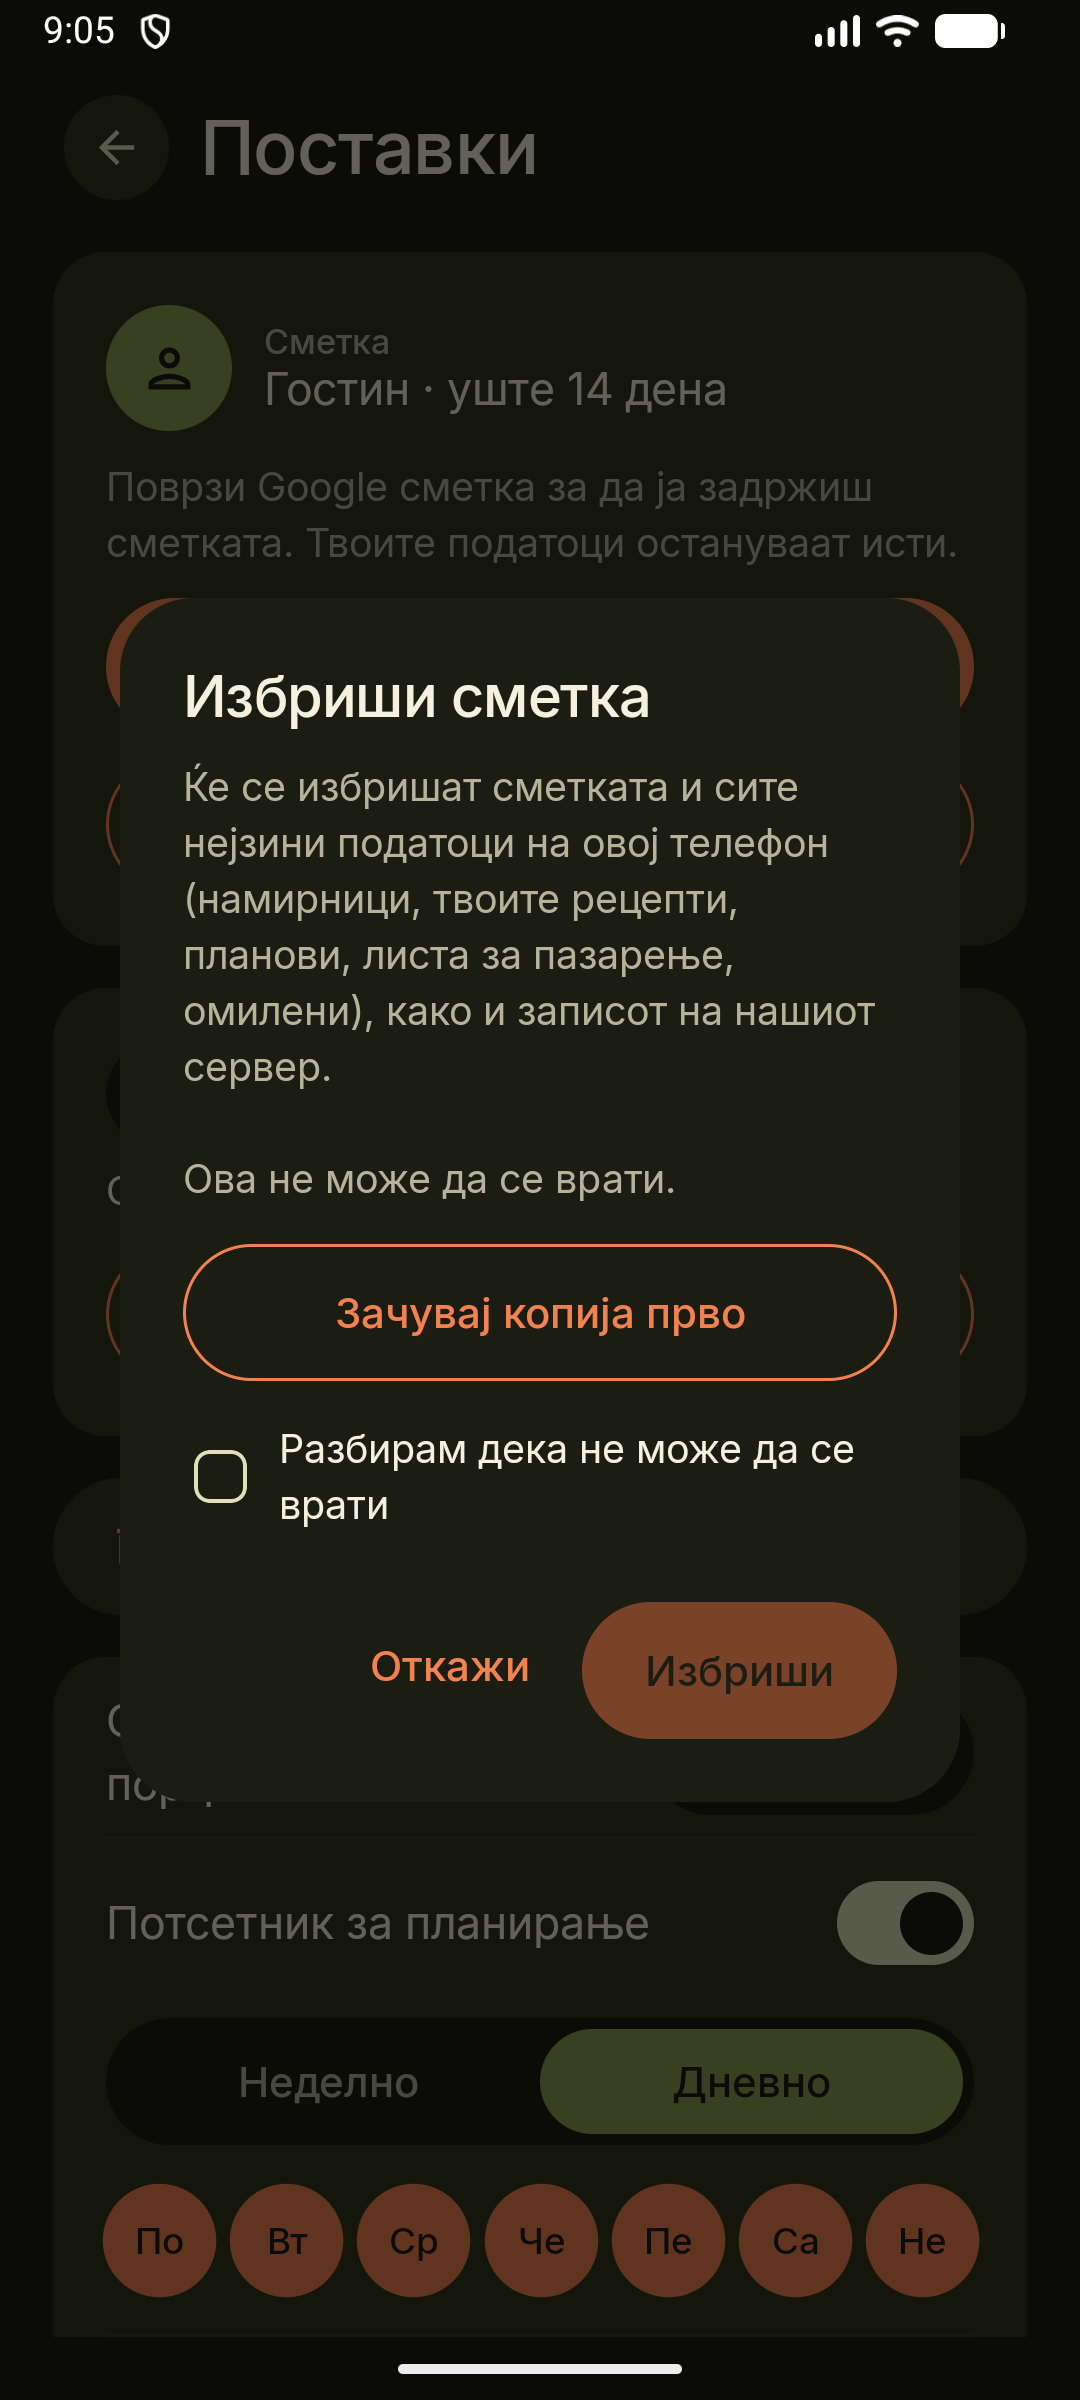 9:05
Поставки
Сметка
Гостин · уште 14 дена
Поврзи Google сметка за да ја задржиш
сметката. Твоите податоци остануваат исти.
Избриши сметка
Ќе се избришат сметката и сите
нејзини податоци на овој телефон
(намирници, твоите рецепти,
планови, листа за пазарење,
омилени), како и записот на нашиот
сервер.
Ова не може да се врати.
Зачувај копија прво
Разбирам дека не може да се
врати
Откажи
Избриши
Потсетник за планирање
Неделно
Дневно
По
Вт
Ср
Че
Пе
Са
Не